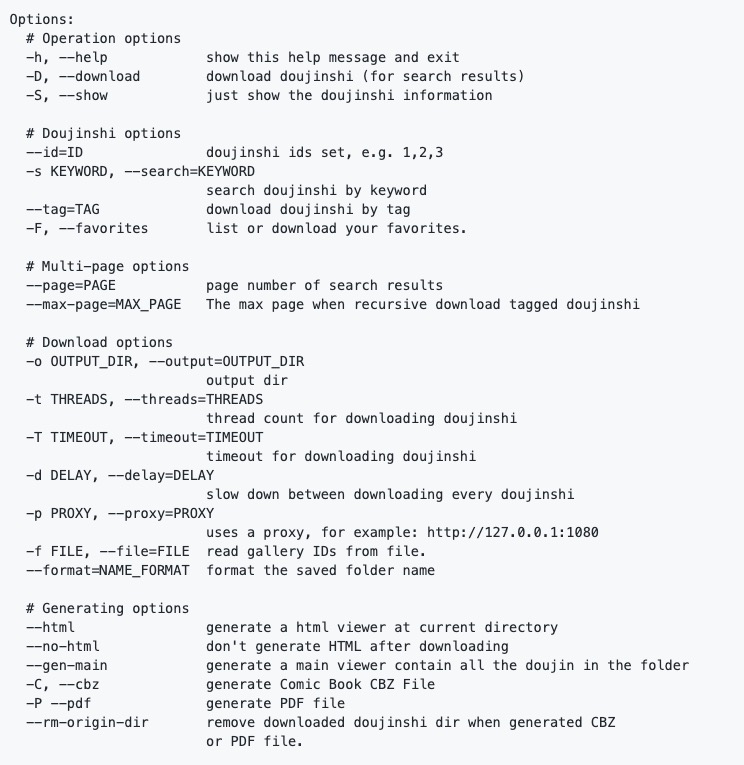 Options:
  # Operation options
  -h, --help            show this help message and exit
  -D, --download        download doujinshi (for search results)
  -S, --show            just show the doujinshi information

  # Doujinshi options
  --id=ID               doujinshi ids set, e.g. 1,2,3
  -s KEYWORD, --search=KEYWORD
                        search doujinshi by keyword
  --tag=TAG             download doujinshi by tag
  -F, --favorites       list or download your favorites.

  # Multi-page options
  --page=PAGE           page number of search results
  --max-page=MAX_PAGE   The max page when recursive download tagged doujinshi

  # Download options
  -o OUTPUT_DIR, --output=OUTPUT_DIR
                        output dir
  -t THREADS, --threads=THREADS
                        thread count for downloading doujinshi
  -T TIMEOUT, --timeout=TIMEOUT
                        timeout for downloading doujinshi
  -d DELAY, --delay=DELAY
                        slow down between downloading every doujinshi
  -p PROXY, --proxy=PROXY
                        uses a proxy, for example: http://127.0.0.1:1080
  -f FILE, --file=FILE  read gallery IDs from file.
  --format=NAME_FORMAT  format the saved folder name

  # Generating options
  --html                generate a html viewer at current directory
  --no-html             don't generate HTML after downloading
  --gen-main            generate a main viewer contain all the doujin in the folder
  -C, --cbz             generate Comic Book CBZ File
  -P --pdf              generate PDF file
  --rm-origin-dir       remove downloaded doujinshi dir when generated CBZ
                        or PDF file.